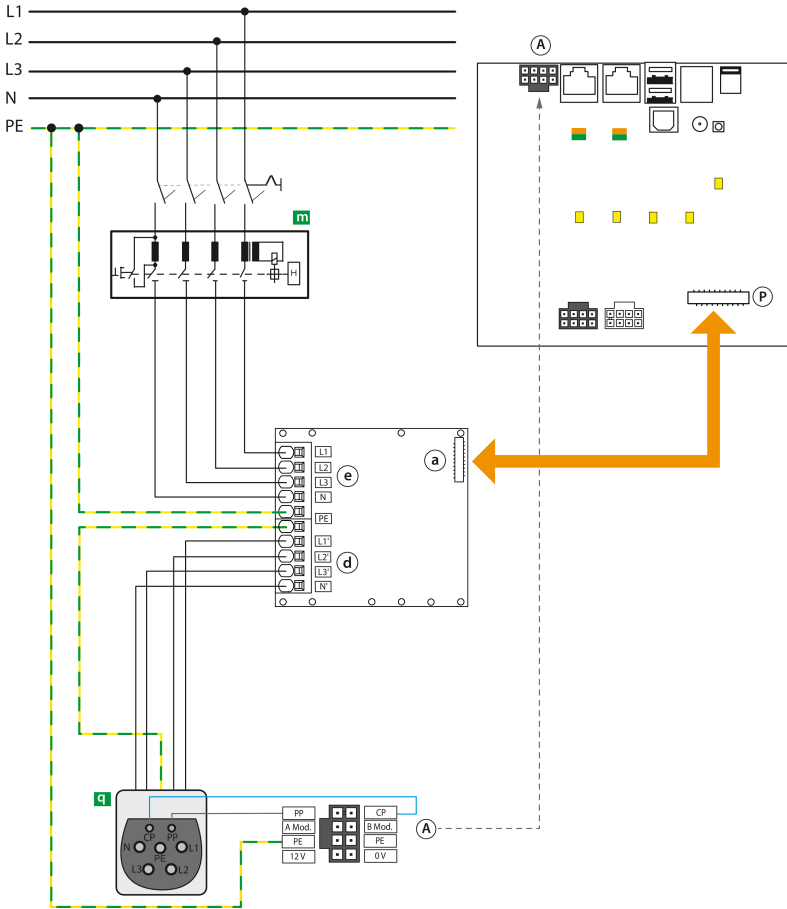 L1
L2
L3
N
PE
A
m
H
P
L1
L2
L3
N
PE
L1'
L2'
L3'
N'
e
d
a
q
CP PP
N PE L1
L3 L2
PP CP
A Mod. B Mod.
PE PE
12 V 0 V
A